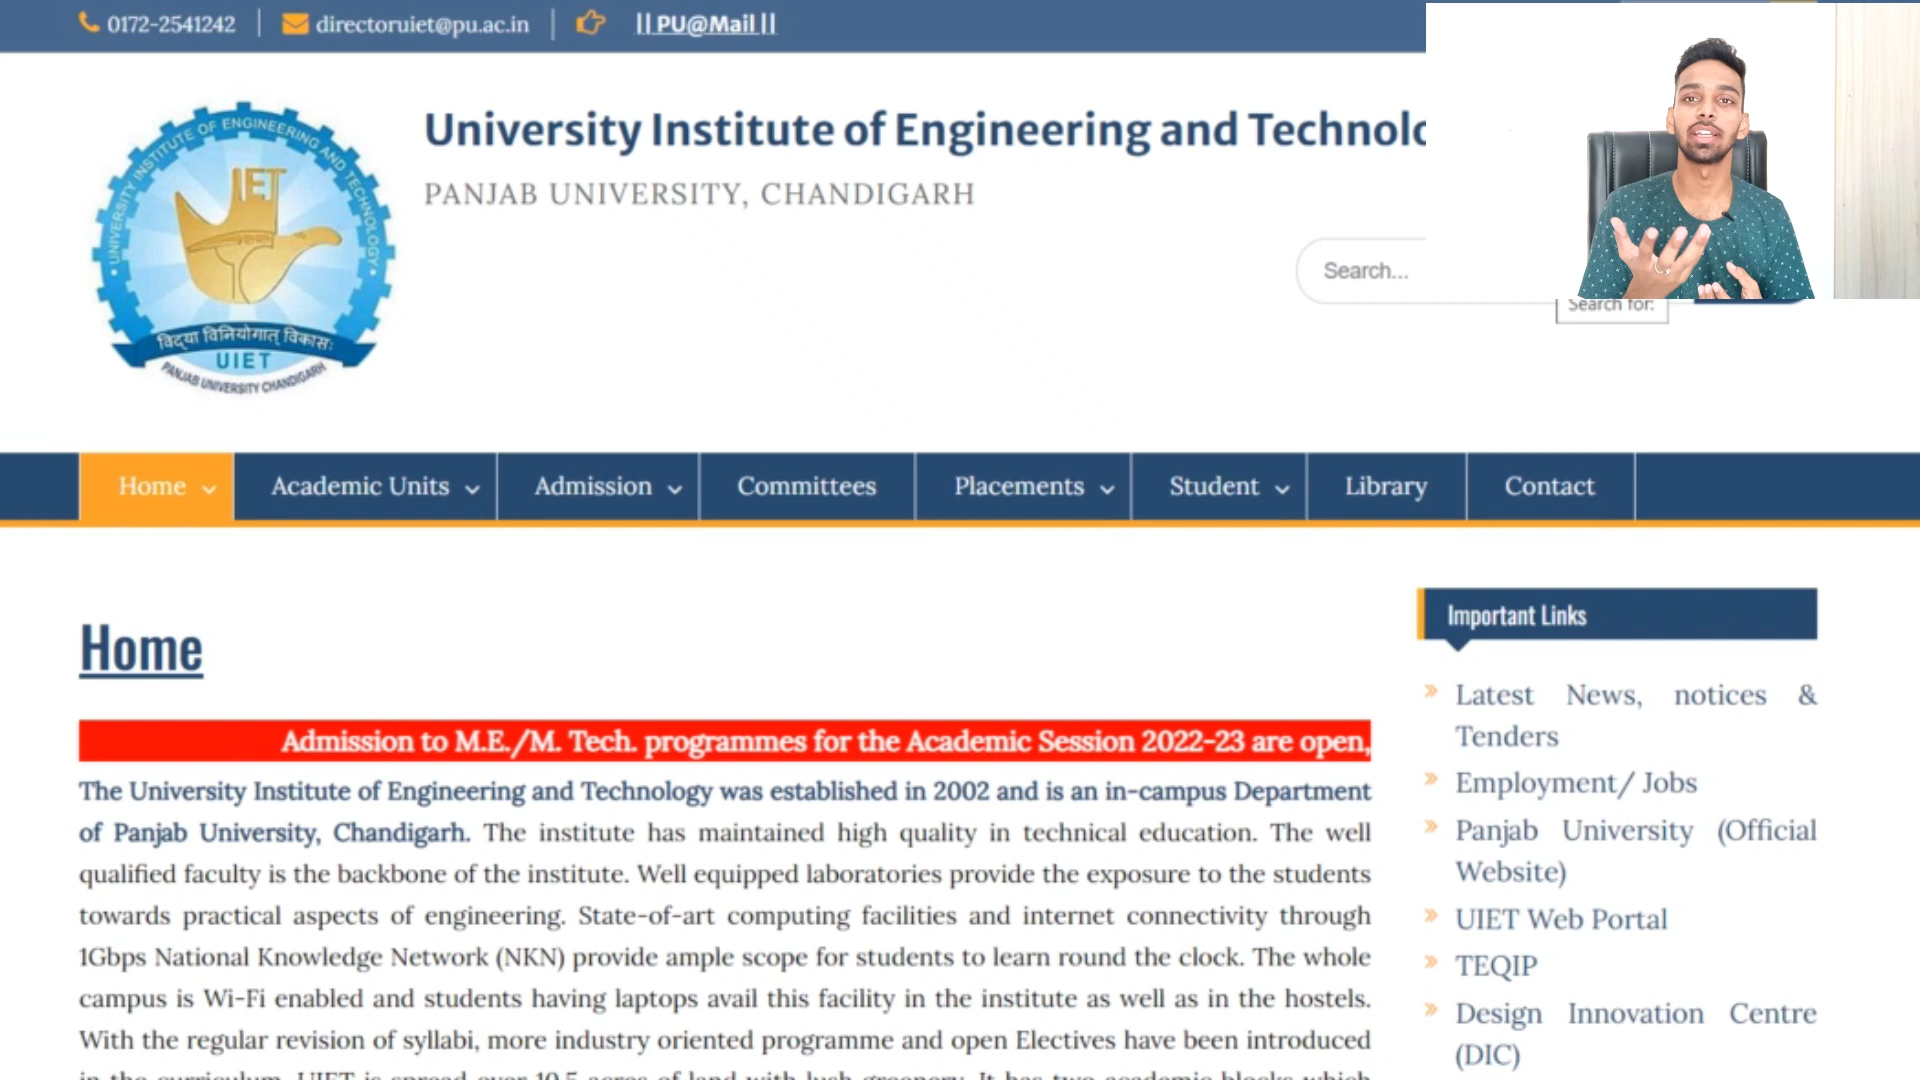 0172-2541242
directoruiet@pu.ac.in
|| PU@Mail ||
UNIVERSITY INSTITUTE OF ENGINEERING AND TECHNOLOGY
IET
विद्या विनियोगात् विकासः
UIET
PANJAB UNIVERSITY CHANDIGARH
University Institute of Engineering and Technolo
PANJAB UNIVERSITY, CHANDIGARH
Search...
Search for:
Home
Academic Units
Admission
Committees
Placements
Student
Library
Contact
Home
Admission to M.E./M. Tech. programmes for the Academic Session 2022-23 are open,
The University Institute of Engineering and Technology was established in 2002 and is an in-campus Department
of Panjab University, Chandigarh. The institute has maintained high quality in technical education. The well
qualified faculty is the backbone of the institute. Well equipped laboratories provide the exposure to the students
towards practical aspects of engineering. State-of-art computing facilities and internet connectivity through
1Gbps National Knowledge Network (NKN) provide ample scope for students to learn round the clock. The whole
campus is Wi-Fi enabled and students having laptops avail this facility in the institute as well as in the hostels.
With the regular revision of syllabi, more industry oriented programme and open Electives have been introduced
in the curriculum. UIET is spread over 10.5 acres of land with lush greenery. It has two academic blocks which
Important Links
Latest News, notices &
Tenders
Employment/ Jobs
Panjab University (Official
Website)
UIET Web Portal
TEQIP
Design Innovation Centre
(DIC)